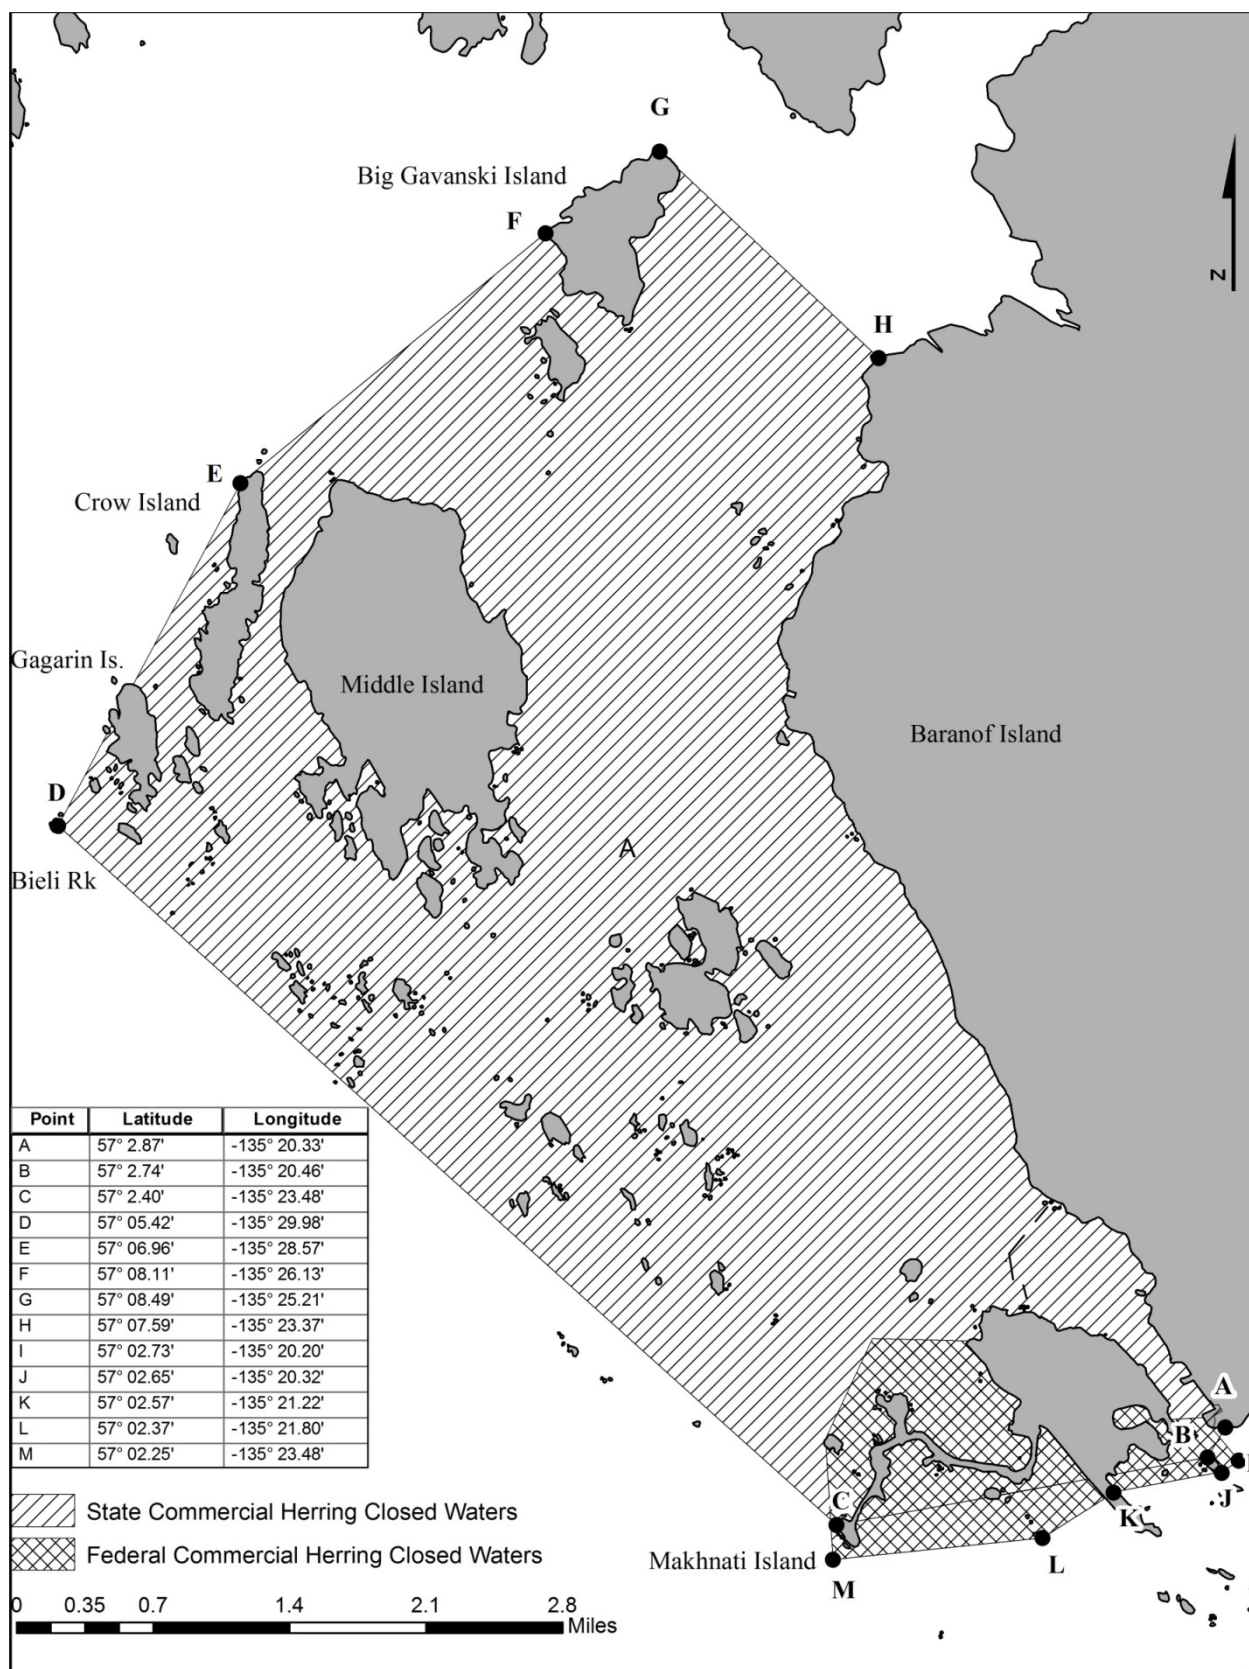 G
Big Gavanski Island
F
N
H
E
Crow Island
Gagarin Is.
Middle Island
Baranof Island
D
A
Bieli Rk
Point Latitude Longitude
A 57° 2.87' -135° 20.33'
B 57° 2.74' -135° 20.46'
C 57° 2.40' -135° 23.48'
D 57° 05.42' -135° 29.98'
E 57° 06.96' -135° 28.57'
F 57° 08.11' -135° 26.13'
G 57° 08.49' -135° 25.21'
H 57° 07.59' -135° 23.37'
I 57° 02.73' -135° 20.20'
J 57° 02.65' -135° 20.32'
K 57° 02.57' -135° 21.22'
L 57° 02.37' -135° 21.80'
M 57° 02.25' -135° 23.48'
A
B
I
J
K
C
L
Makhnati Island
M
State Commercial Herring Closed Waters
Federal Commercial Herring Closed Waters
0 0.35 0.7 1.4 2.1 2.8
Miles